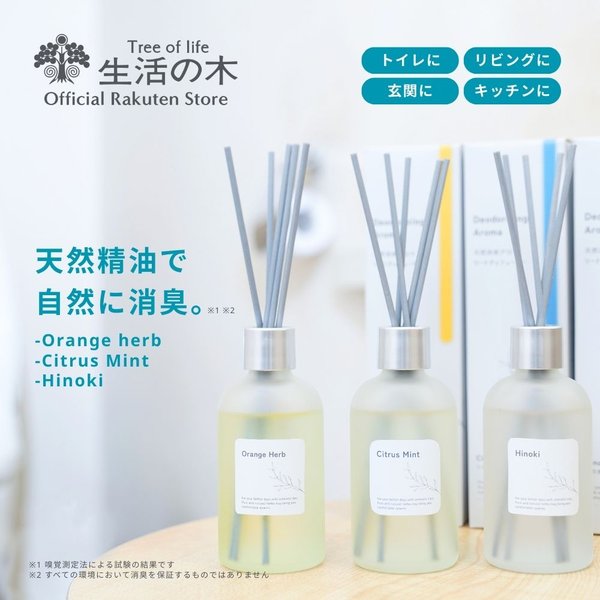 Tree of life
生活の木
Official Rakuten Store
トイレに
リビングに
玄関に
キッチンに
天然精油で
自然に消臭。※1 ※2
-Orange herb
-Citrus Mint
-Hinoki
Deodorizing
Aroma
Orange Herb
Citrus Mint
Hinoki
※1 嗅覚測定法による試験の結果です
※2 すべての環境において消臭を保証するものではありません